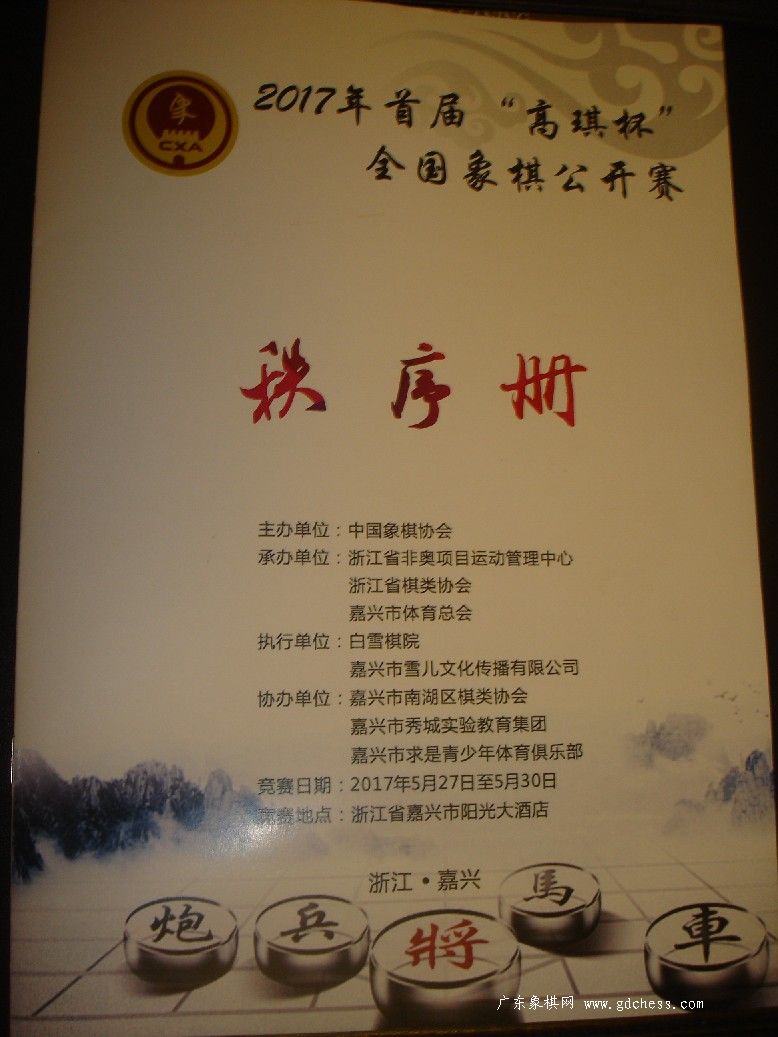 2017年首届“高琪杯”
全国象棋公开赛
象
CXA
秩序册
主办单位：中国象棋协会
承办单位：浙江省非奥项目运动管理中心
浙江省棋类协会
嘉兴市体育总会
执行单位：白雪棋院
嘉兴市雪儿文化传播有限公司
协办单位：嘉兴市南湖区棋类协会
嘉兴市秀城实验教育集团
嘉兴市求是青少年体育俱乐部
竞赛日期：2017年5月27日至5月30日
竞赛地点：浙江省嘉兴市阳光大酒店
浙江·嘉兴
炮 兵 將 馬 車
广东象棋网 www.gdchess.com